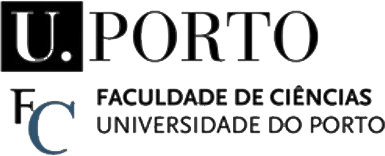 U. PORTO
FC FACULDADE DE CIÊNCIAS
UNIVERSIDADE DO PORTO